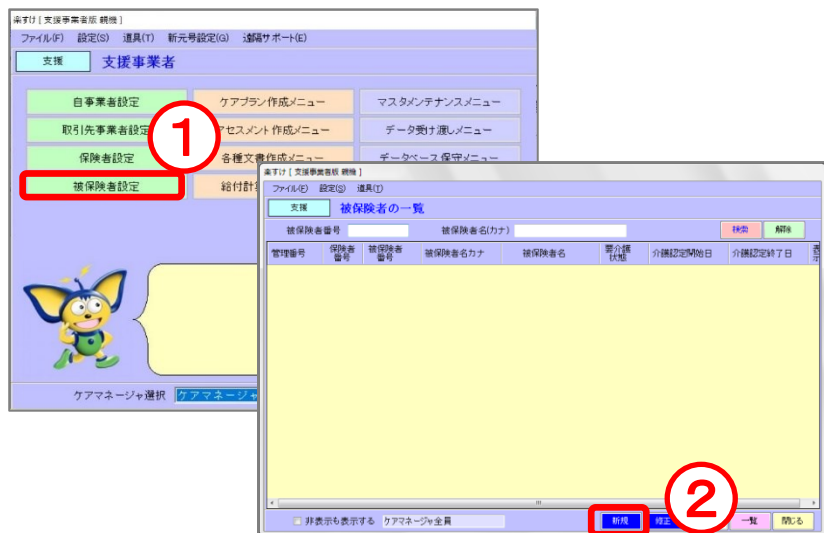 楽すけ [ 支援事業者版 親機 ]
ファイル(F) 設定(S) 道具(T) 新元号設定(G) 遠隔サポート(E)
支援 支援事業者
自事業者設定 ケアプラン作成メニュー マスタメンテナンスメニュー
取引先事業者設定 アセスメント作成メニュー データ受け渡しメニュー
①
保険者設定 各種文書作成メニュー データベース保守メニュー
被保険者設定 給付計
ケアマネージャ選択 ケアマネージャ
楽すけ [ 支援事業者版 親機 ]
ファイル(F) 設定(S) 道具(T)
支援 被保険者の一覧
被保険者番号 被保険者名(カナ) 検索 解除
管理番号 保険者番号 被保険者番号 被保険者名カナ 被保険者名 要介護状態 介護認定開始日 介護認定終了日
②
非表示も表示する ケアマネージャ全員 新規 修正 一覧 閉じる